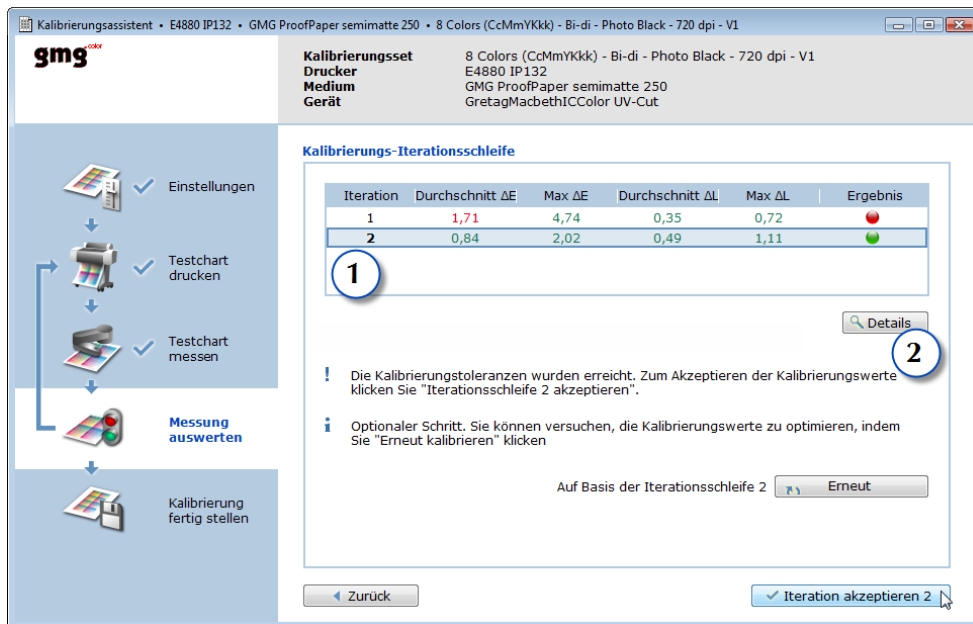 Kalibrierungsassistent • E4880 IP132 • GMG ProofPaper semimatte 250 • 8 Colors (CcMmYKkk) - Bi-di - Photo Black - 720 dpi - V1
gmg color
Kalibrierungsset 8 Colors (CcMmYKkk) - Bi-di - Photo Black - 720 dpi - V1
Drucker E4880 IP132
Medium GMG ProofPaper semimatte 250
Gerät GretagMacbethICColor UV-Cut
Einstellungen
Testchart
drucken
Testchart
messen
Messung
auswerten
Kalibrierung
fertig stellen
Kalibrierungs-Iterationsschleife
Iteration Durchschnitt ΔE Max ΔE Durchschnitt ΔL Max ΔL Ergebnis
1 1,71 4,74 0,35 0,72
2 0,84 2,02 0,49 1,11
1
Details
2
! Die Kalibrierungstoleranzen wurden erreicht. Zum Akzeptieren der Kalibrierungswerte
klicken Sie "Iterationsschleife 2 akzeptieren".
i Optionaler Schritt. Sie können versuchen, die Kalibrierungswerte zu optimieren, indem
Sie "Erneut kalibrieren" klicken
Auf Basis der Iterationsschleife 2 Erneut
Zurück Iteration akzeptieren 2